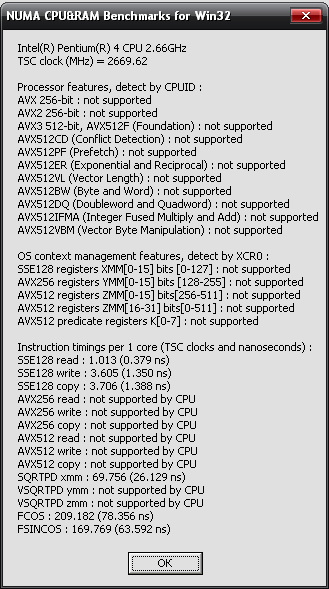 NUMA CPU&RAM Benchmarks for Win32
Intel(R) Pentium(R) 4 CPU 2.66GHz
TSC clock (MHz) = 2669.62
Processor features, detect by CPUID :
AVX 256-bit : not supported
AVX2 256-bit : not supported
AVX3 512-bit, AVX512F (Foundation) : not supported
AVX512CD (Conflict Detection) : not supported
AVX512PF (Prefetch) : not supported
AVX512ER (Exponential and Reciprocal) : not supported
AVX512VL (Vector Length) : not supported
AVX512BW (Byte and Word) : not supported
AVX512DQ (Doubleword and Quadword) : not supported
AVX512IFMA (Integer Fused Multiply and Add) : not supported
AVX512VBM (Vector Byte Manipulation) : not supported
OS context management features, detect by XCR0 :
SSE128 registers XMM[0-15] bits [0-127] : not supported
AVX256 registers YMM[0-15] bits [128-255] : not supported
AVX512 registers ZMM[0-15] bits[256-511] : not supported
AVX512 registers ZMM[16-31] bits[0-511] : not supported
AVX512 predicate registers K[0-7] : not supported
Instruction timings per 1 core (TSC clocks and nanoseconds) :
SSE128 read : 1.013 (0.379 ns)
SSE128 write : 3.605 (1.350 ns)
SSE128 copy : 3.706 (1.388 ns)
AVX256 read : not supported by CPU
AVX256 write : not supported by CPU
AVX256 copy : not supported by CPU
AVX512 read : not supported by CPU
AVX512 write : not supported by CPU
AVX512 copy : not supported by CPU
SQRTPD xmm : 69.756 (26.129 ns)
VSQRTPD ymm : not supported by CPU
VSQRTPD zmm : not supported by CPU
FCOS : 209.182 (78.356 ns)
FSINCOS : 169.769 (63.592 ns)
OK